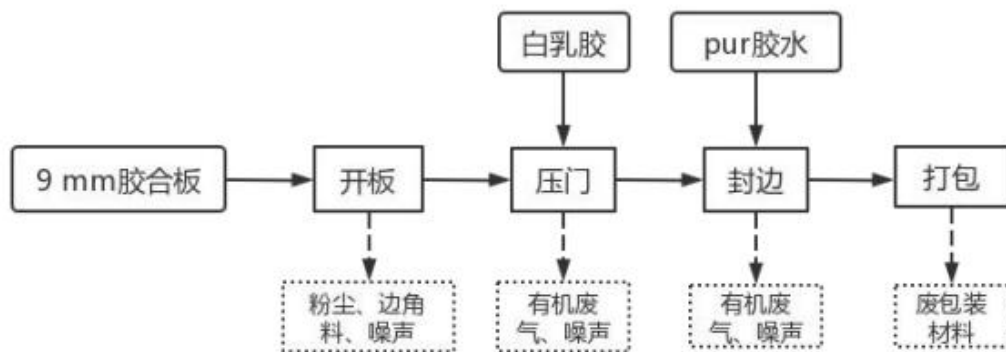 白乳胶
pur胶水
9 mm胶合板
开板
压门
封边
打包
粉尘、边角
料、噪声
有机废
气、噪声
有机废
气、噪声
废包装
材料